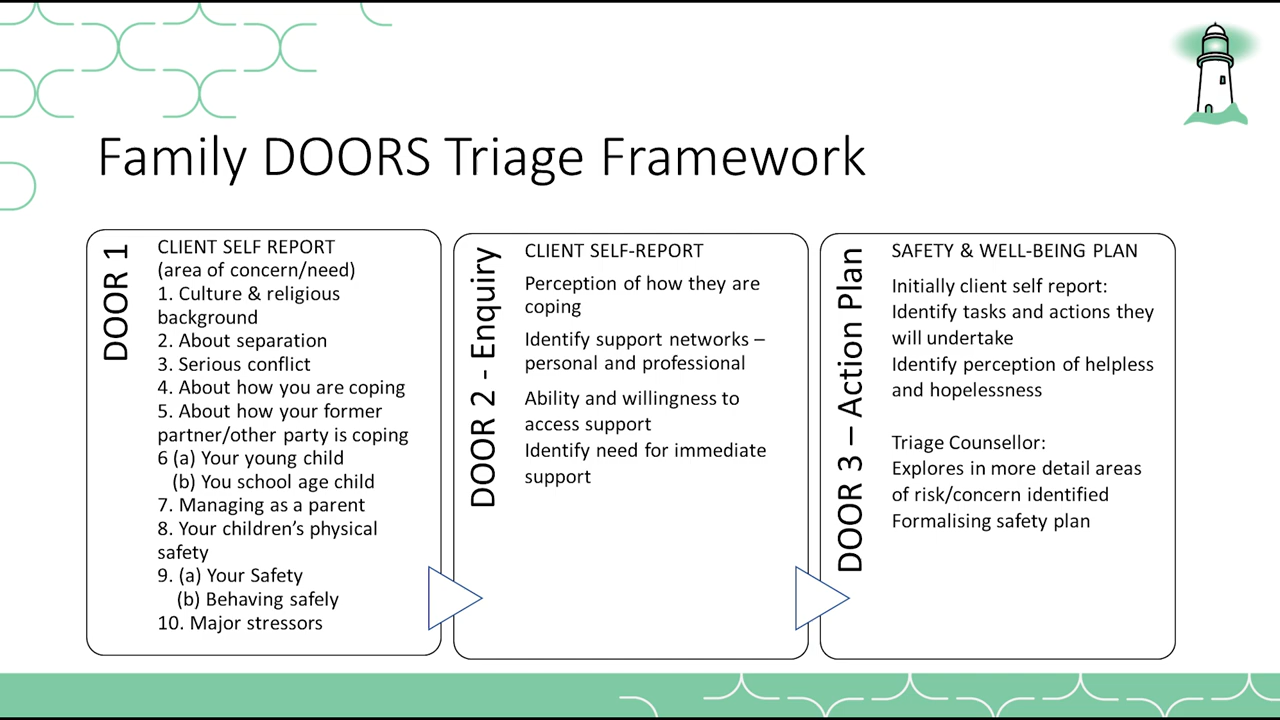 Family DOORS Triage Framework
DOOR 1
CLIENT SELF REPORT
(area of concern/need)
1. Culture & religious
background
2. About separation
3. Serious conflict
4. About how you are coping
5. About how your former
partner/other party is coping
6 (a) Your young child
(b) You school age child
7. Managing as a parent
8. Your children’s physical
safety
9. (a) Your Safety
(b) Behaving safely
10. Major stressors
DOOR 2 - Enquiry
CLIENT SELF-REPORT
Perception of how they are
coping
Identify support networks –
personal and professional
Ability and willingness to
access support
Identify need for immediate
support
DOOR 3 – Action Plan
SAFETY & WELL-BEING PLAN
Initially client self report:
Identify tasks and actions they
will undertake
Identify perception of helpless
and hopelessness
Triage Counsellor:
Explores in more detail areas
of risk/concern identified
Formalising safety plan